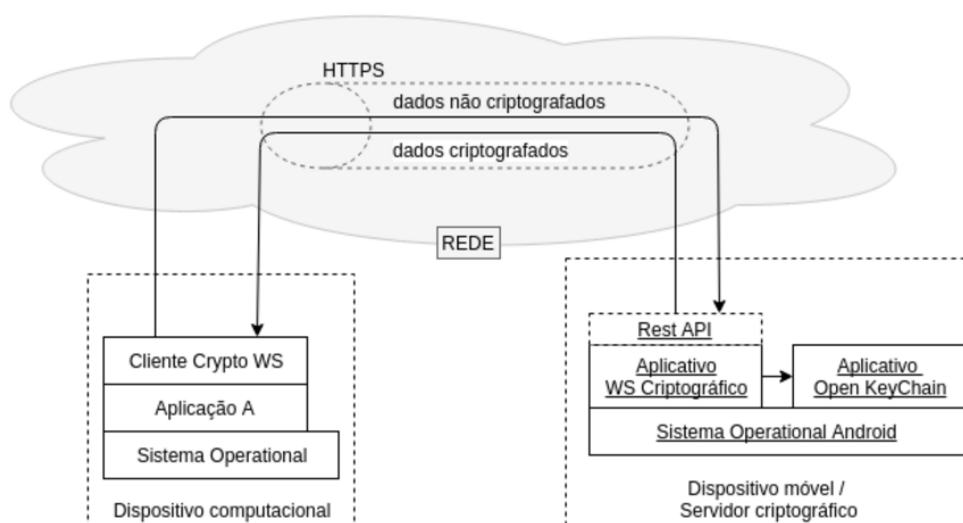 HTTPS
dados não criptografados
dados criptografados
REDE
Cliente Crypto WS
Aplicação A
Sistema Operational
Dispositivo computacional
Rest API
Aplicativo
WS Criptográfico
Aplicativo
Open KeyChain
Sistema Operational Android
Dispositivo móvel /
Servidor criptográfico